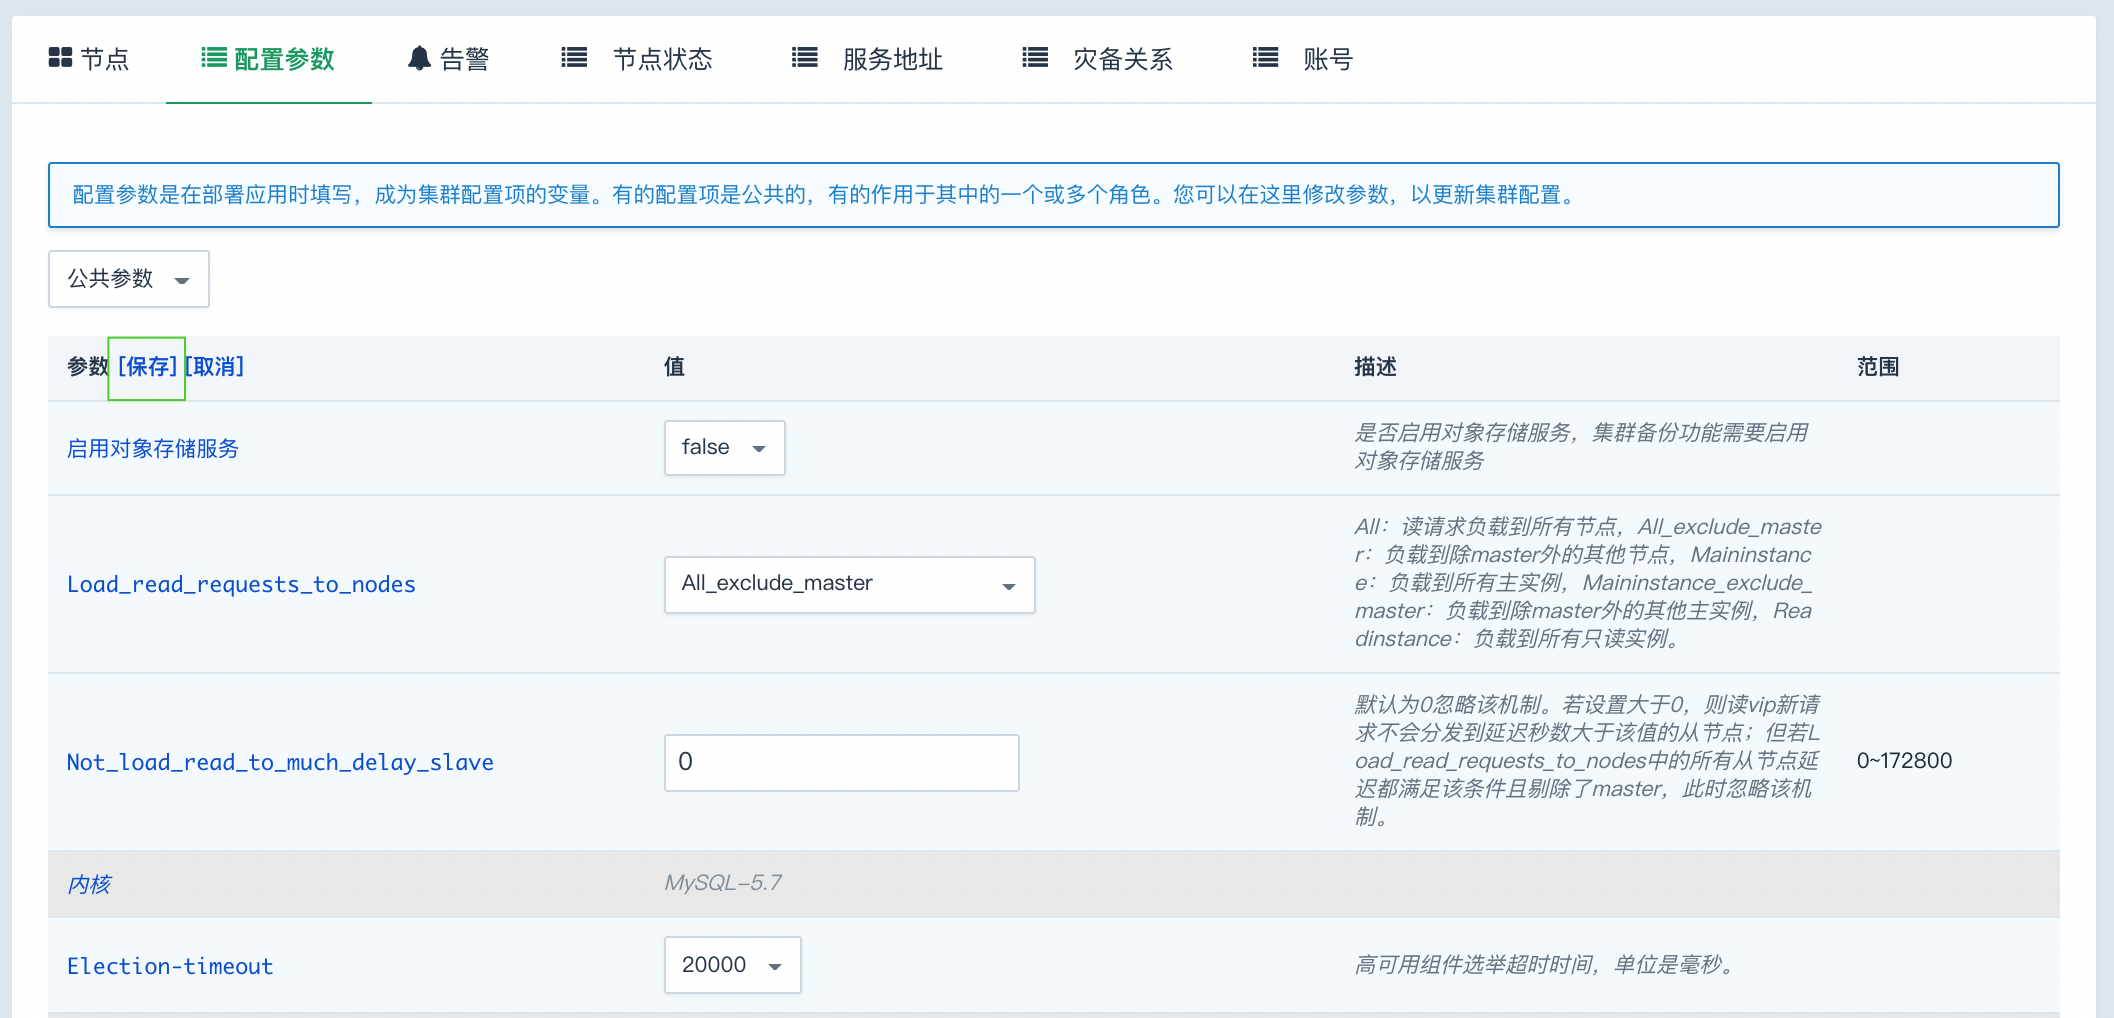 节点 配置参数 告警 节点状态 服务地址 灾备关系 账号
配置参数是在部署应用时填写，成为集群配置项的变量。有的配置项是公共的，有的作用于其中的一个或多个角色。您可以在这里修改参数，以更新集群配置。
公共参数
参数 [保存] [取消] 值 描述 范围
启用对象存储服务 false
是否启用对象存储服务，集群备份功能需要启用
对象存储服务
Load_read_requests_to_nodes All_exclude_master
All：读请求负载到所有节点，All_exclude_maste
r：负载到除master外的其他节点，Maininstanc
e：负载到所有主实例，Maininstance_exclude_
master：负载到除master外的其他主实例，Rea
dinstance：负载到所有只读实例。
Not_load_read_to_much_delay_slave 0
默认为0忽略该机制。若设置大于0，则读vip新请
求不会分发到延迟秒数大于该值的从节点；但若L
oad_read_requests_to_nodes中的所有从节点延
迟都满足该条件且剔除了master，此时忽略该机
制。
0~172800
内核 MySQL-5.7
Election-timeout 20000 高可用组件选举超时时间，单位是毫秒。